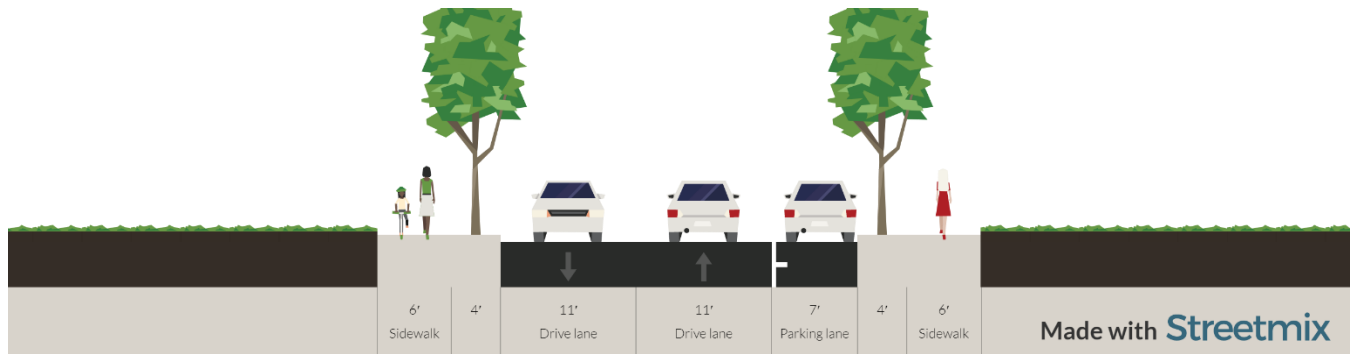 6′
Sidewalk
4′
11′
Drive lane
11′
Drive lane
7′
Parking lane
4′
6′
Sidewalk
Made with Streetmix